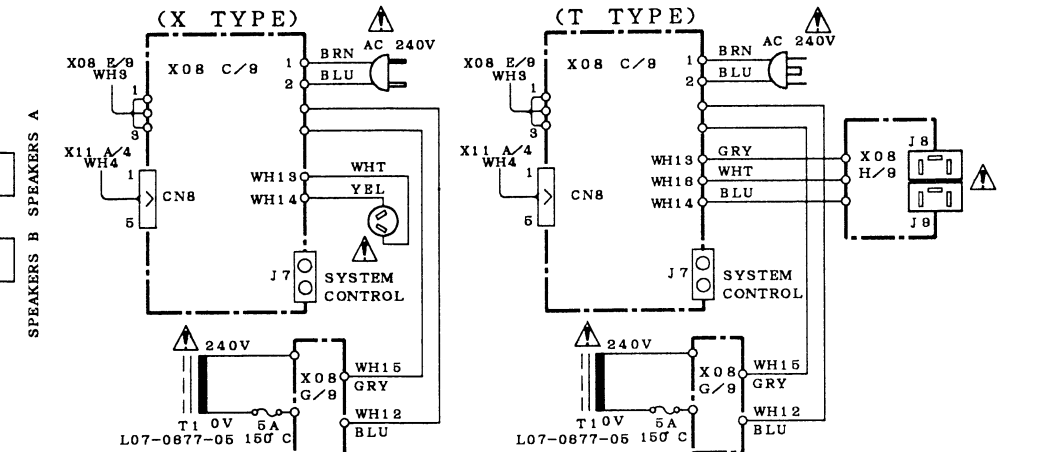 SPEAKERS B SPEAKERS A
(X TYPE)
AC 240V
X08 E/9
WH3
1
3
X08 C/9
1
BRN
2
BLU
X11 A/4
WH4
1
CN8
5
WH13
WHT
WH14
YEL
J7
SYSTEM
CONTROL
240V
X08
G/9
WH15
GRY
T1
0V
5A
WH12
L07-0877-05
150°C
BLU
(T TYPE)
AC 240V
X08 E/9
WH3
1
3
X08 C/9
1
BRN
2
BLU
X11 A/4
WH4
1
CN8
5
WH13
GRY
WH18
WHT
WH14
BLU
X08
H/9
J8
J9
J7
SYSTEM
CONTROL
240V
X08
G/9
WH15
GRY
T1
0V
5A
WH12
L07-0877-05
150°C
BLU